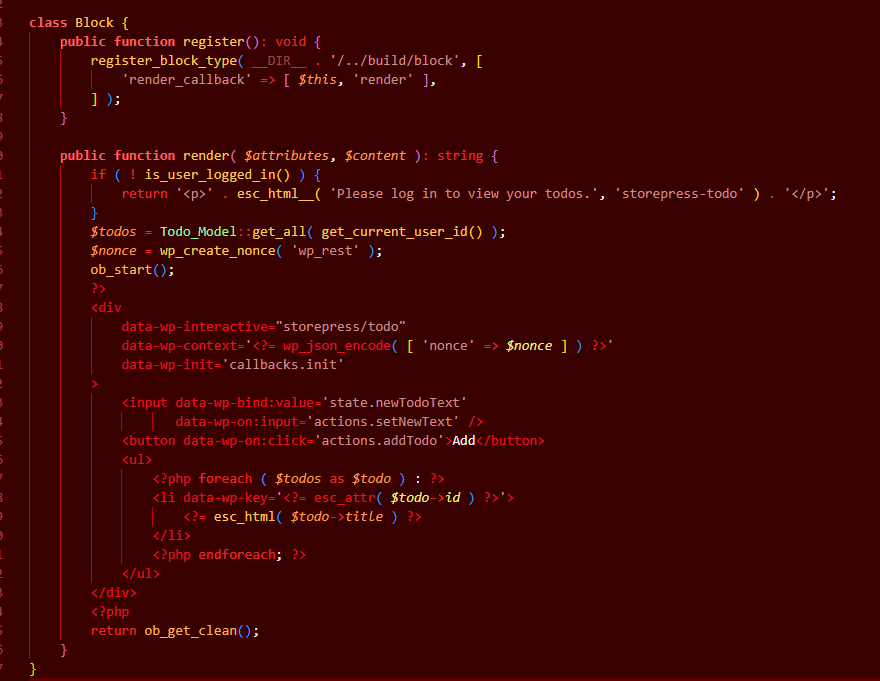 class Block {
public function register(): void {
register_block_type( __DIR__ . '/../build/block', [
'render_callback' => [ $this, 'render' ],
] );
}
public function render( $attributes, $content ): string {
if ( ! is_user_logged_in() ) {
return '<p>' . esc_html__( 'Please log in to view your todos.', 'storepress-todo' ) . '</p>';
}
$todos = Todo_Model::get_all( get_current_user_id() );
$nonce = wp_create_nonce( 'wp_rest' );
ob_start();
?>
<div
data-wp-interactive="storepress/todo"
data-wp-context='<?= wp_json_encode( [ 'nonce' => $nonce ] ) ?>'
data-wp-init='callbacks.init'
>
<input data-wp-bind:value='state.newTodoText'
data-wp-on:input='actions.setNewText' />
<button data-wp-on:click='actions.addTodo'>Add</button>
<ul>
<?php foreach ( $todos as $todo ) : ?>
<li data-wp-key='<?= esc_attr( $todo->id ) ?>'>
<?= esc_html( $todo->title ) ?>
</li>
<?php endforeach; ?>
</ul>
</div>
<?php
return ob_get_clean();
}
}